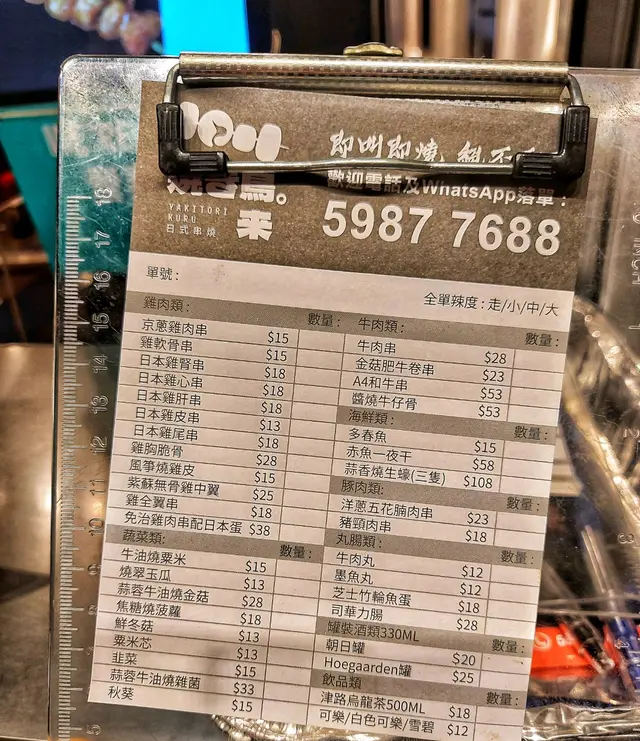 即叫即燒
歡迎電話及WhatsApp落單：
5987 7688
鳥。
来
YAKITORI
KURU
日式串燒
單號：
全單辣度：走/小/中/大
雞肉類： 數量：
京蔥雞肉串 $15
雞軟骨串 $15
日本雞腎串 $18
日本雞心串 $18
日本雞肝串 $18
日本雞皮串 $13
日本雞尾串 $18
雞胸脆骨 $28
風箏燒雞皮 $15
紫蘇無骨雞中翼 $25
雞全翼串 $18
免治雞肉串配日本蛋 $38
蔬菜類： 數量：
牛油燒粟米 $15
燒翠玉瓜 $13
蒜蓉牛油燒金菇 $28
焦糖燒菠蘿 $18
鮮冬菇 $13
粟米芯 $13
韭菜 $15
蒜蓉牛油燒雜菌 $33
秋葵 $15
牛肉類： 數量：
牛肉串 $28
金菇肥牛卷串 $23
A4和牛串 $53
醬燒牛仔骨 $53
海鮮類： 數量：
多春魚 $15
赤魚一夜干 $58
蒜香燒生蠔(三隻) $108
豚肉類： 數量：
洋蔥五花腩肉串 $23
豬頸肉串 $18
丸腸類： 數量：
牛肉丸 $12
墨魚丸 $12
芝士竹輪魚蛋 $18
司華力腸 $28
罐裝酒類330ML 數量：
朝日罐 $20
Hoegaarden罐 $25
飲品類： 數量：
津路烏龍茶500ML $18
可樂/白色可樂/雪碧 $12